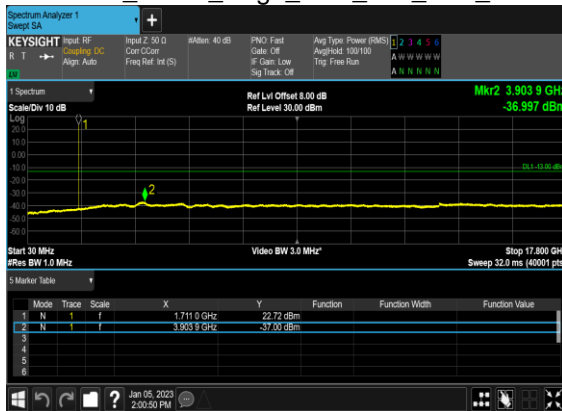 Spectrum Analyzer 1
Swept SA
KEYSIGHT Input: RF Input Z: 50 Ω #Atten: 40 dB PNO: Fast Avg Type: Power (RMS) 1 2 3 4 5 6
R T Coupling: DC Corr CCorr Gate: Off Avg|Hold: 100/100 A W W W W W
Align: Auto Freq Ref: Int (S) IF Gain: Low Trig: Free Run
Sig Track: Off A N N N N N
1 Spectrum Ref Lvl Offset 8.00 dB Mkr2 3.903 9 GHz
Scale/Div 10 dB Ref Level 30.00 dBm -36.997 dBm
Log
20.0 1
10.0
0.00
-10.0 DL1 -13.00 dBm
-20.0
-30.0 2
-40.0
-50.0
-60.0
Start 30 MHz Video BW 3.0 MHz* Stop 17.800 GHz
#Res BW 1.0 MHz Sweep 32.0 ms (40001 pts)
5 Marker Table
Mode Trace Scale X Y Function Function Width Function Value
1 N 1 f 1.711 0 GHz 22.72 dBm
2 N 1 f 3.903 9 GHz -37.00 dBm
3
4
5
6
? Jan 05, 2023
2:00:50 PM